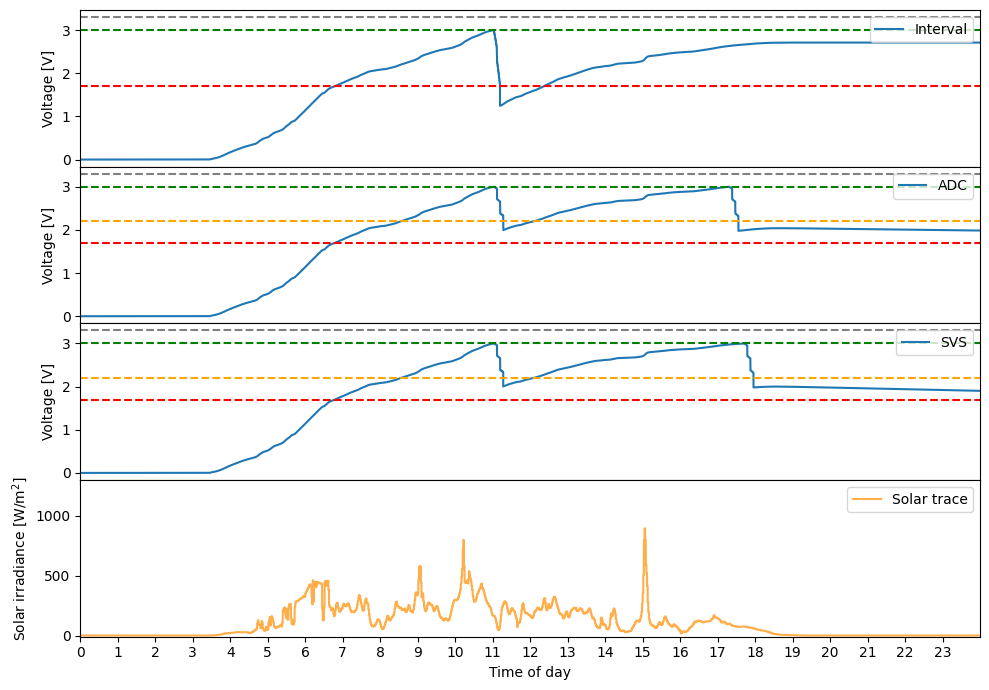 Voltage [V]
3
2
1
0
Interval
Voltage [V]
3
2
1
0
ADC
Voltage [V]
3
2
1
0
SVS
Solar irradiance [W/m²]
1000
500
0
Solar trace
0 1 2 3 4 5 6 7 8 9 10 11 12 13 14 15 16 17 18 19 20 21 22 23
Time of day